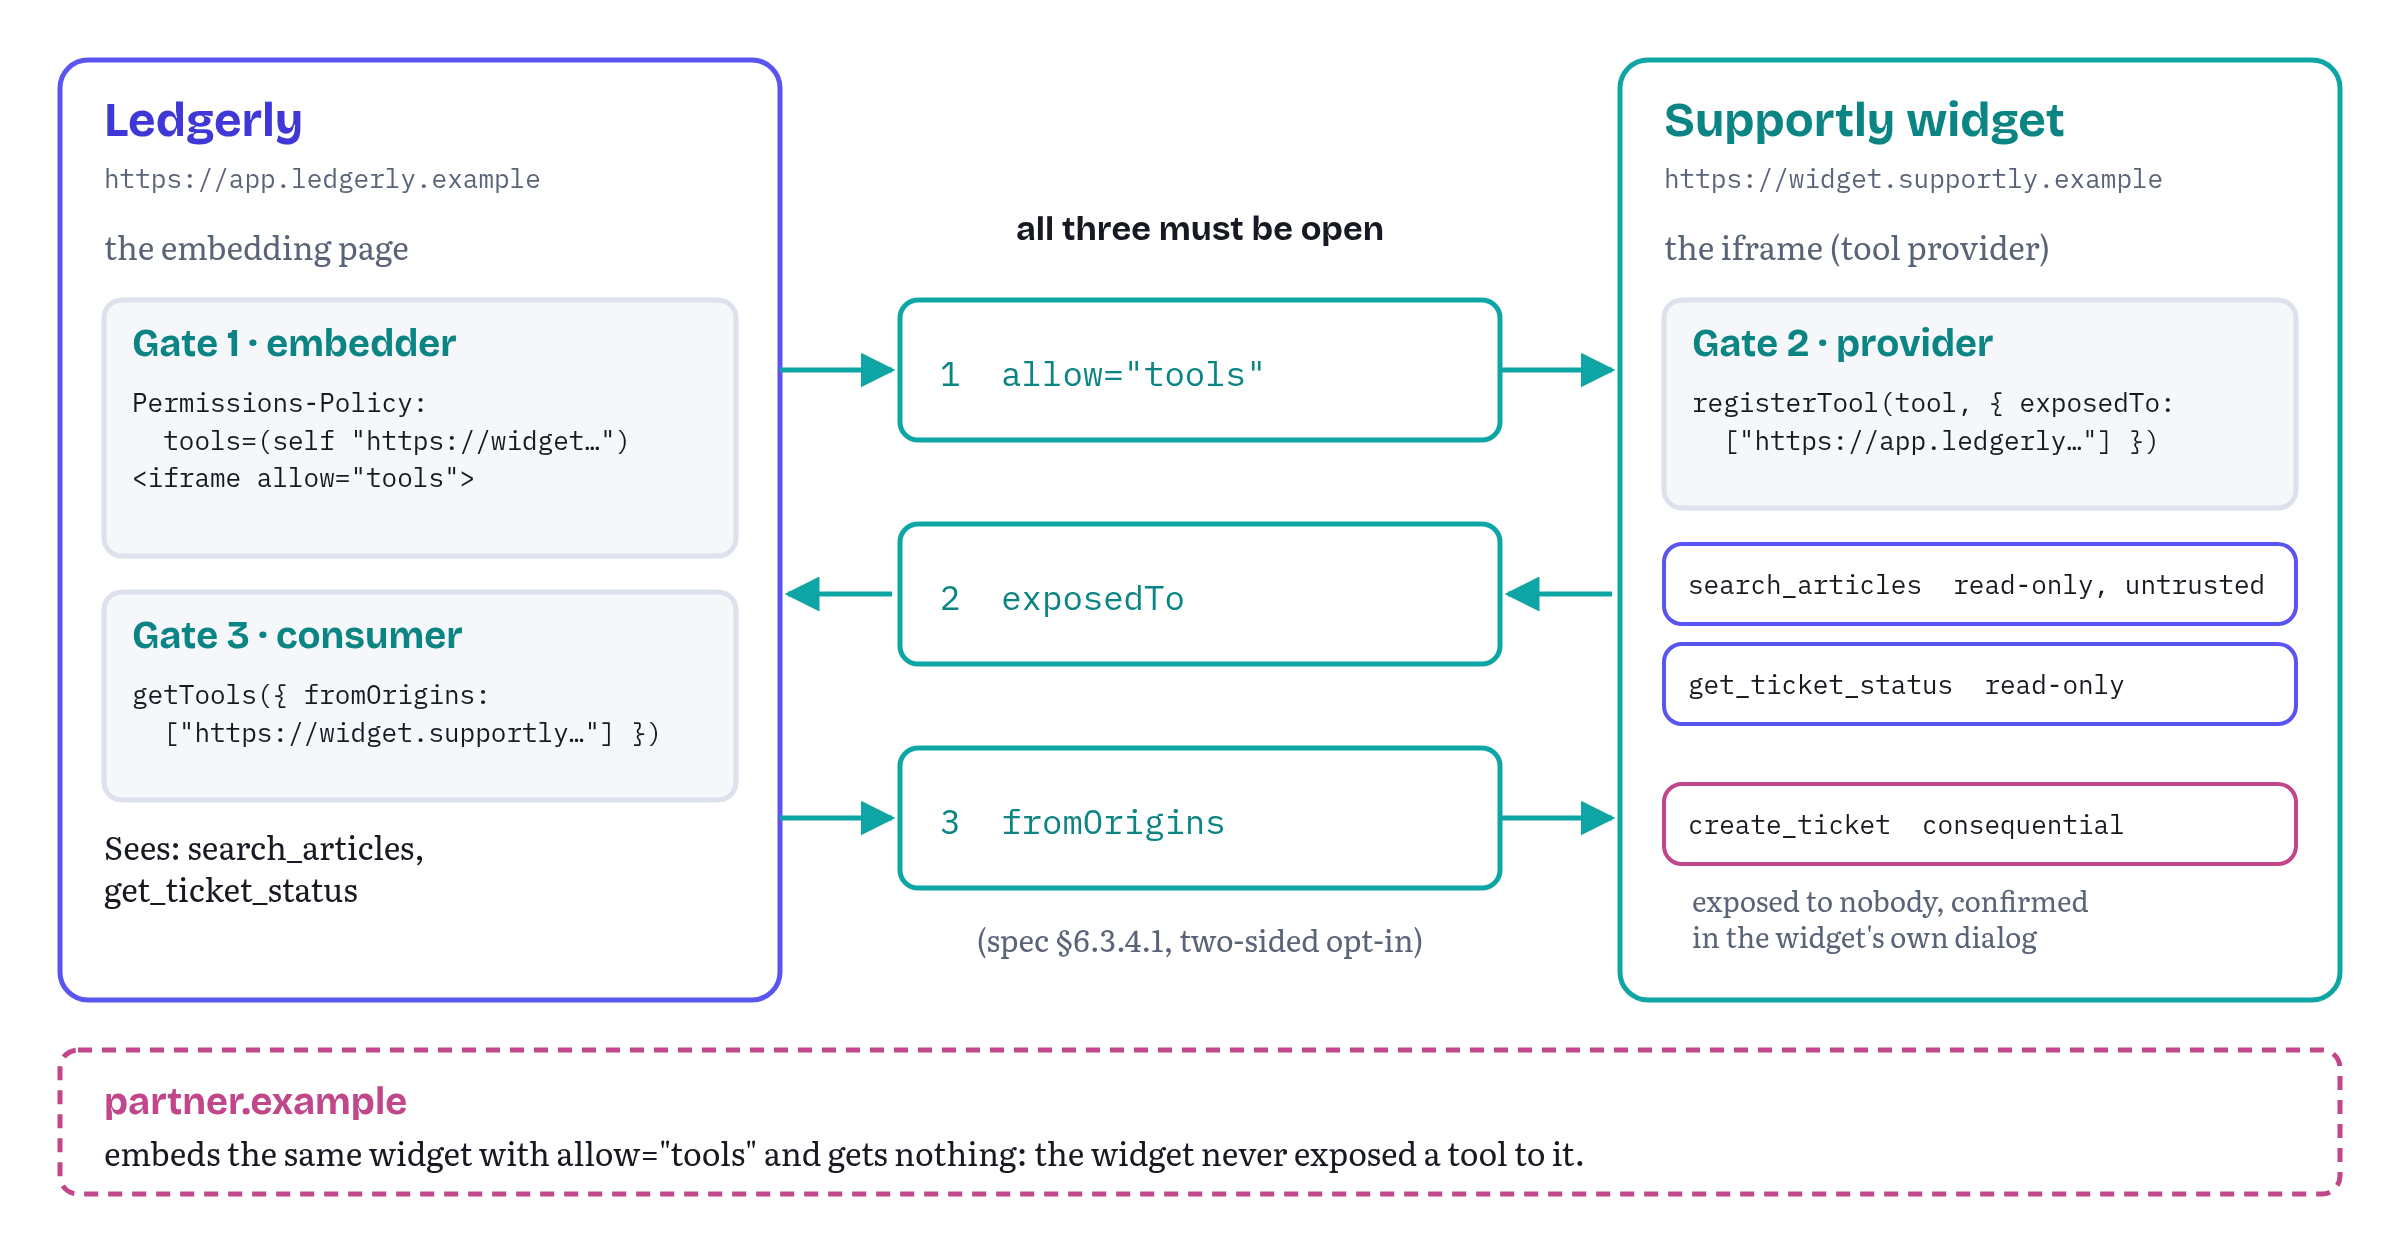 Ledgerly
https://app.ledgerly.example
the embedding page
Gate 1 · embedder
Permissions-Policy:
  tools=(self "https://widget…")
<iframe allow="tools">
Gate 3 · consumer
getTools({ fromOrigins:
  ["https://widget.supportly…"] })
Sees: search_articles,
get_ticket_status
all three must be open
1  allow="tools"
2  exposedTo
3  fromOrigins
(spec §6.3.4.1, two-sided opt-in)
Supportly widget
https://widget.supportly.example
the iframe (tool provider)
Gate 2 · provider
registerTool(tool, { exposedTo:
  ["https://app.ledgerly…"] })
search_articles  read-only, untrusted
get_ticket_status  read-only
create_ticket  consequential
exposed to nobody, confirmed
in the widget's own dialog
partner.example
embeds the same widget with allow="tools" and gets nothing: the widget never exposed a tool to it.